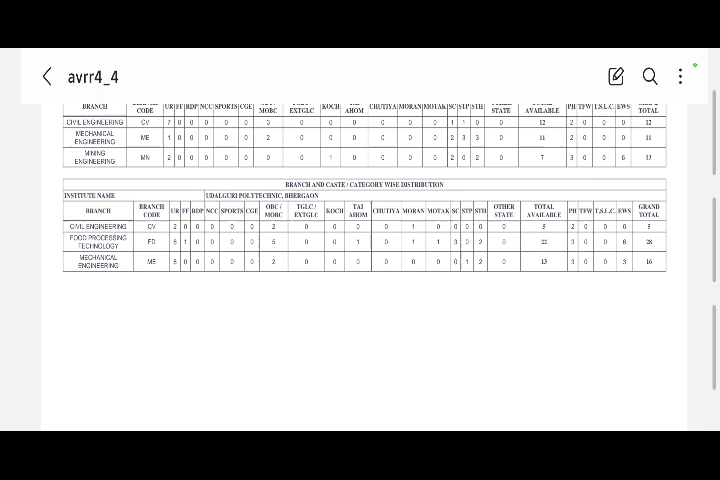 avrr4_4
BRANCH CODE UR FF RDP NCC SPORTS CGE MOBC EXTGLC KOCH AHOM CHUTIYA MORAN MOTAK SC STP STH STATE AVAILABLE PH TFW T.S.L.C. EWS TOTAL
CIVIL ENGINEERING CV 7 0 0 0 0 0 3 0 0 0 0 0 0 1 1 0 0 12 2 0 0 0 12
MECHANICAL ENGINEERING ME 1 0 0 0 0 0 2 0 0 0 0 0 0 2 3 3 0 11 2 0 0 0 11
MINING ENGINEERING MN 2 0 0 0 0 0 0 0 1 0 0 0 0 2 0 2 0 7 3 0 0 6 13
BRANCH AND CASTE / CATEGORY WISE DISTRIBUTION
INSTITUTE NAME UDALGURI POLYTECHNIC, BHERGAON
BRANCH BRANCH CODE UR FF RDP NCC SPORTS CGE OBC / MOBC TGLC / EXTGLC KOCH TAI AHOM CHUTIYA MORAN MOTAK SC STP STH OTHER STATE TOTAL AVAILABLE PH TFW T.S.L.C. EWS GRAND TOTAL
CIVIL ENGINEERING CV 2 0 0 0 0 0 2 0 0 0 0 1 0 0 0 0 0 5 2 0 0 0 5
FOOD PROCESSING TECHNOLOGY FD 8 1 0 0 0 0 5 0 0 1 0 1 1 3 0 2 0 22 3 0 0 6 28
MECHANICAL ENGINEERING ME 8 0 0 0 0 0 2 0 0 0 0 0 0 0 1 2 0 13 3 0 0 3 16